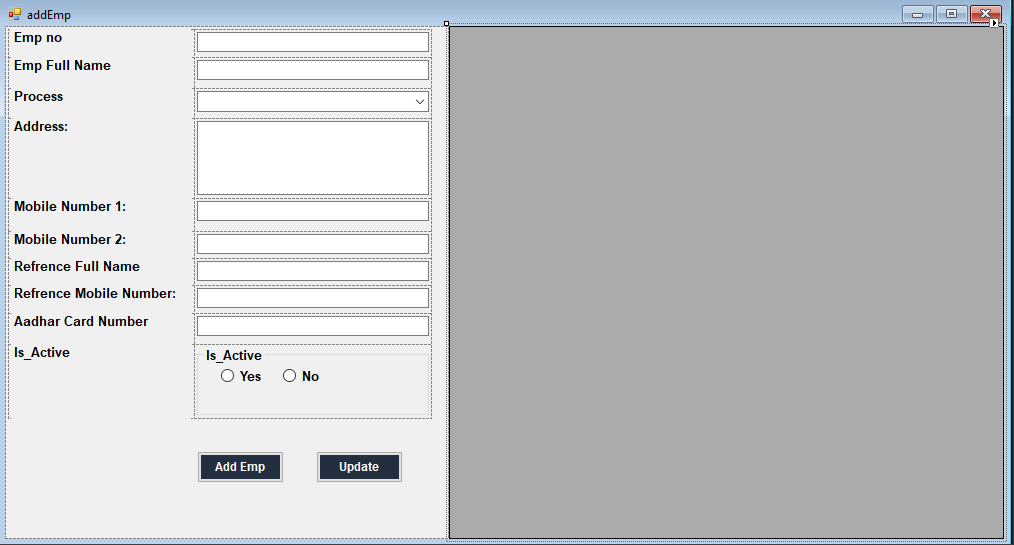 addEmp
Emp no
Emp Full Name
Process
Address:
Mobile Number 1:
Mobile Number 2:
Refrence Full Name
Refrence Mobile Number:
Aadhar Card Number
Is_Active
Is_Active
Yes No
Add Emp Update